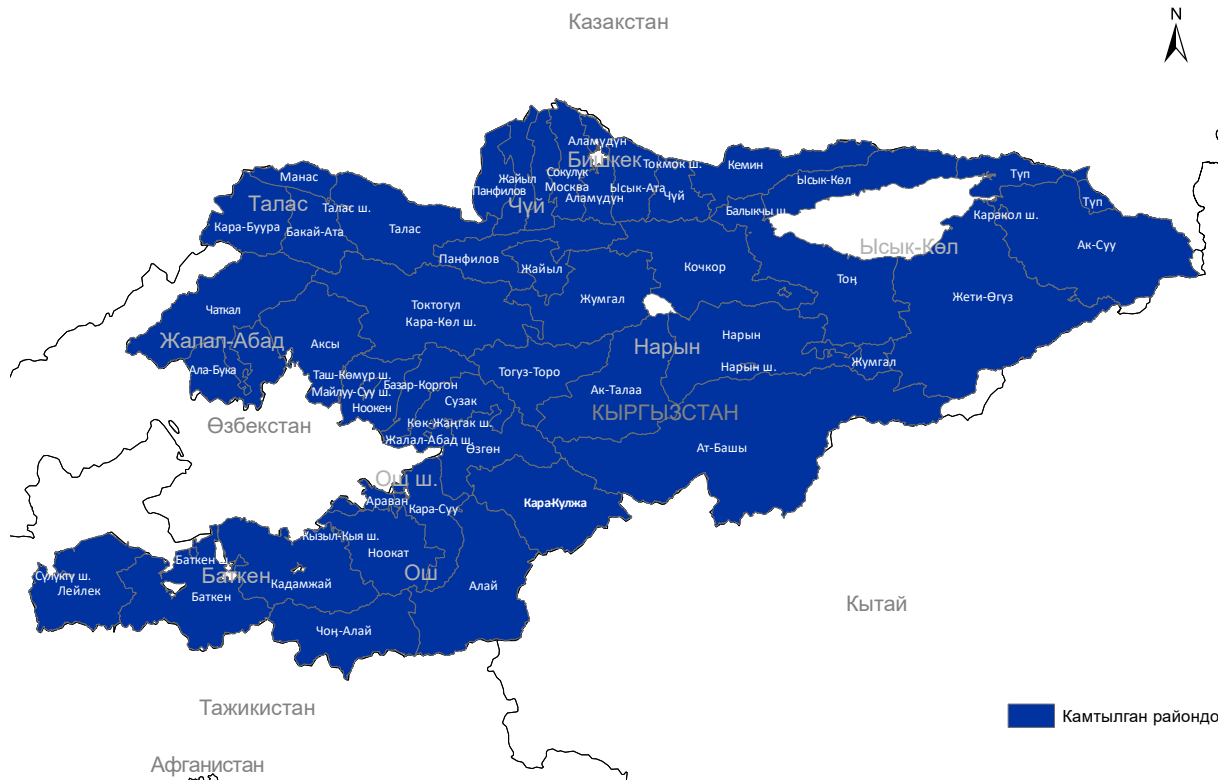 Казакстан
N
Аламүдүн
Бишкек
Токмок ш.
Кемин
Сокулук
Жайыл
Москва
Ысык-Ата
Панфилов
Аламүдүн
Чүй
Чүй
Ысык-Көл
Түп
Түп
Манас
Талас
Талас ш.
Кара-Буура
Бакай-Ата
Талас
Балыкчы ш.
Каракол ш.
Ысык-Көл
Ак-Суу
Панфилов
Жайыл
Кочкор
Тоң
Жети-Өгүз
Чаткал
Токтогул
Кара-Көл ш.
Жумгал
Жалал-Абад
Аксы
Нарын
Нарын
Ала-Бука
Таш-Көмүр ш.
Базар-Коргон
Тогуз-Торо
Нарын ш.
Жумгал
Майлуу-Суу ш.
Ноокен
Сузак
Ак-Талаа
КЫРГЫЗСТАН
Өзбекстан
Көк-Жаңгак ш.
Жалал-Абад ш.
Өзгөн
Ат-Башы
Ош ш.
Араван
Кара-Суу
Кара-Кулжа
Кызыл-Кыя ш.
Ноокат
Баткен ш.
Сүлүктү ш.
Лейлек
Баткен
Баткен
Кадамжай
Ош
Алай
Кытай
Чоң-Алай
Тажикистан
Камтылган районdo
Афганистан